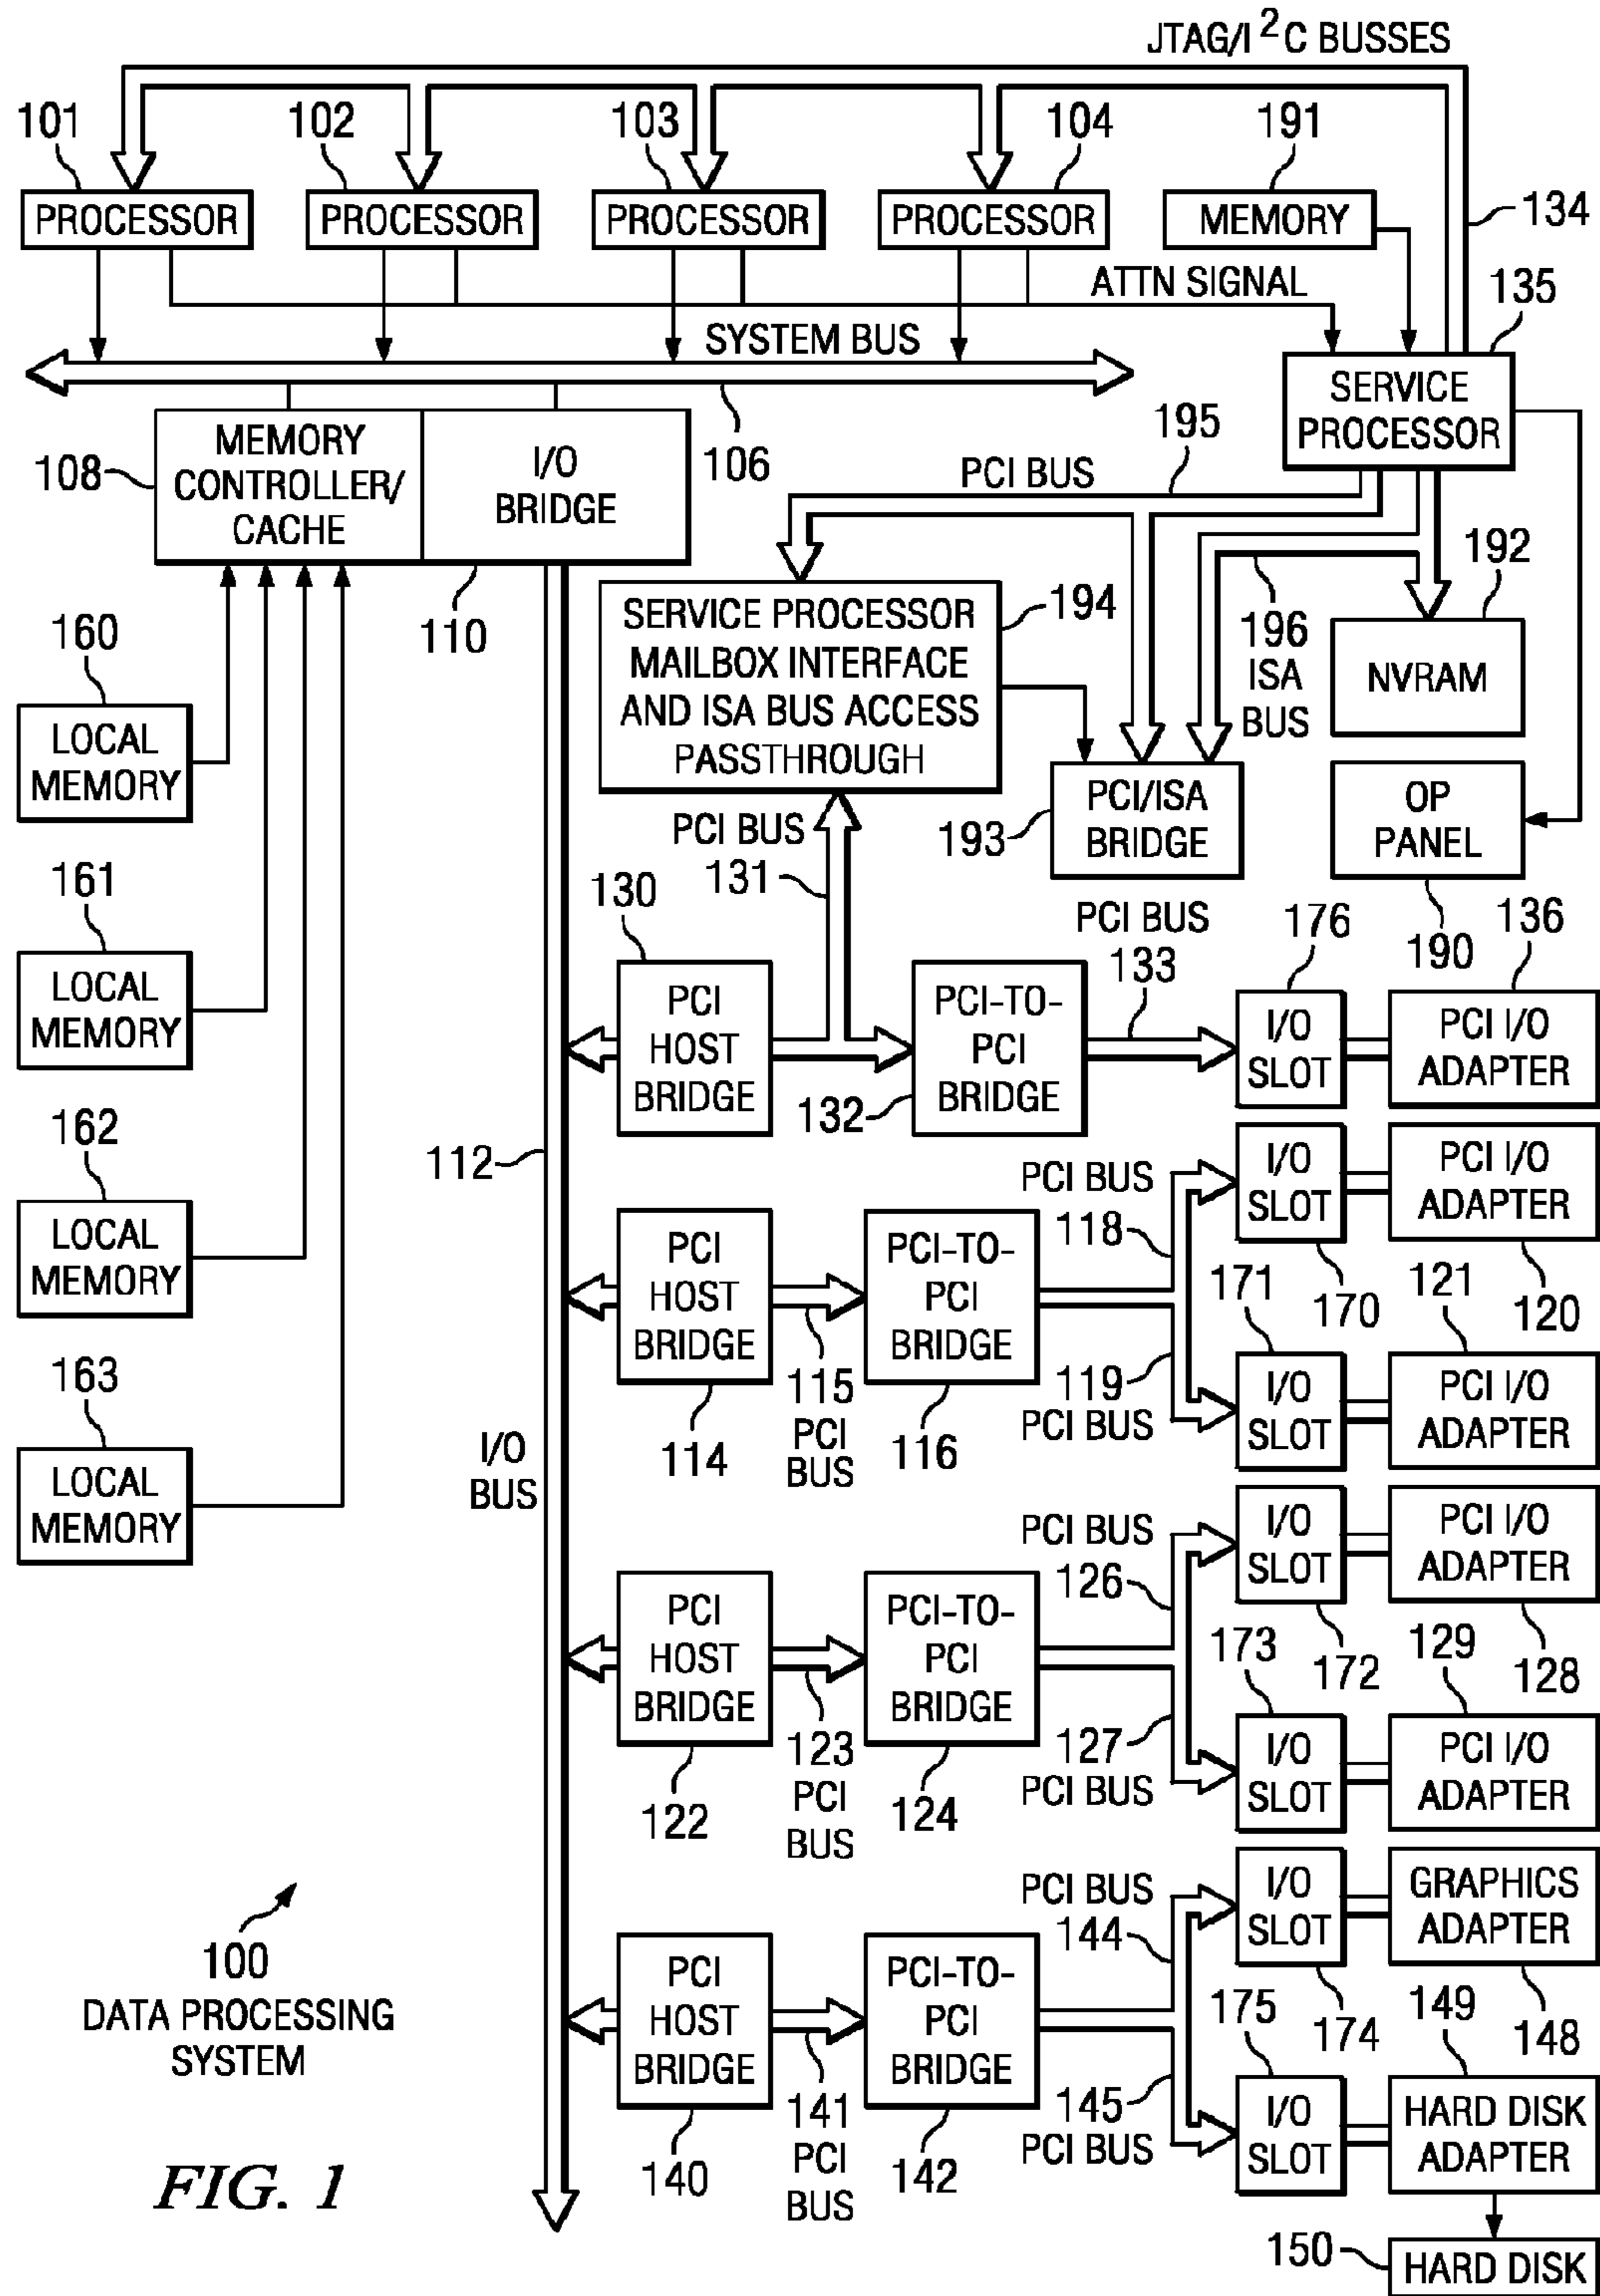 JTAG/I 2C BUSSES
101
102
103
104
191
PROCESSOR
PROCESSOR
PROCESSOR
PROCESSOR
MEMORY
134
ATTN SIGNAL
135
SYSTEM BUS
SERVICE
PROCESSOR
MEMORY
CONTROLLER/
CACHE
108
I/O
BRIDGE
106
195
PCI BUS
110
SERVICE PROCESSOR
MAILBOX INTERFACE
AND ISA BUS ACCESS
PASSTHROUGH
194
196
ISA
BUS
192
NVRAM
160
LOCAL
MEMORY
PCI BUS
131
193
PCI/ISA
BRIDGE
OP
PANEL
190
161
LOCAL
MEMORY
130
PCI
HOST
BRIDGE
132
PCI-TO-
PCI
BRIDGE
PCI BUS
133
176
I/O
SLOT
136
PCI I/O
ADAPTER
162
LOCAL
MEMORY
112
PCI
HOST
BRIDGE
114
115
PCI
BUS
PCI-TO-
PCI
BRIDGE
116
PCI BUS
118
I/O
SLOT
170
PCI I/O
ADAPTER
120
119
PCI BUS
171
I/O
SLOT
121
PCI I/O
ADAPTER
163
LOCAL
MEMORY
I/O
BUS
PCI
HOST
BRIDGE
122
123
PCI
BUS
PCI-TO-
PCI
BRIDGE
124
PCI BUS
126
I/O
SLOT
172
PCI I/O
ADAPTER
128
127
PCI BUS
173
I/O
SLOT
129
PCI I/O
ADAPTER
100
DATA PROCESSING
SYSTEM
PCI
HOST
BRIDGE
140
141
PCI
BUS
PCI-TO-
PCI
BRIDGE
142
PCI BUS
144
I/O
SLOT
174
GRAPHICS
ADAPTER
148
145
PCI BUS
175
I/O
SLOT
149
HARD DISK
ADAPTER
150
HARD DISK
FIG. 1